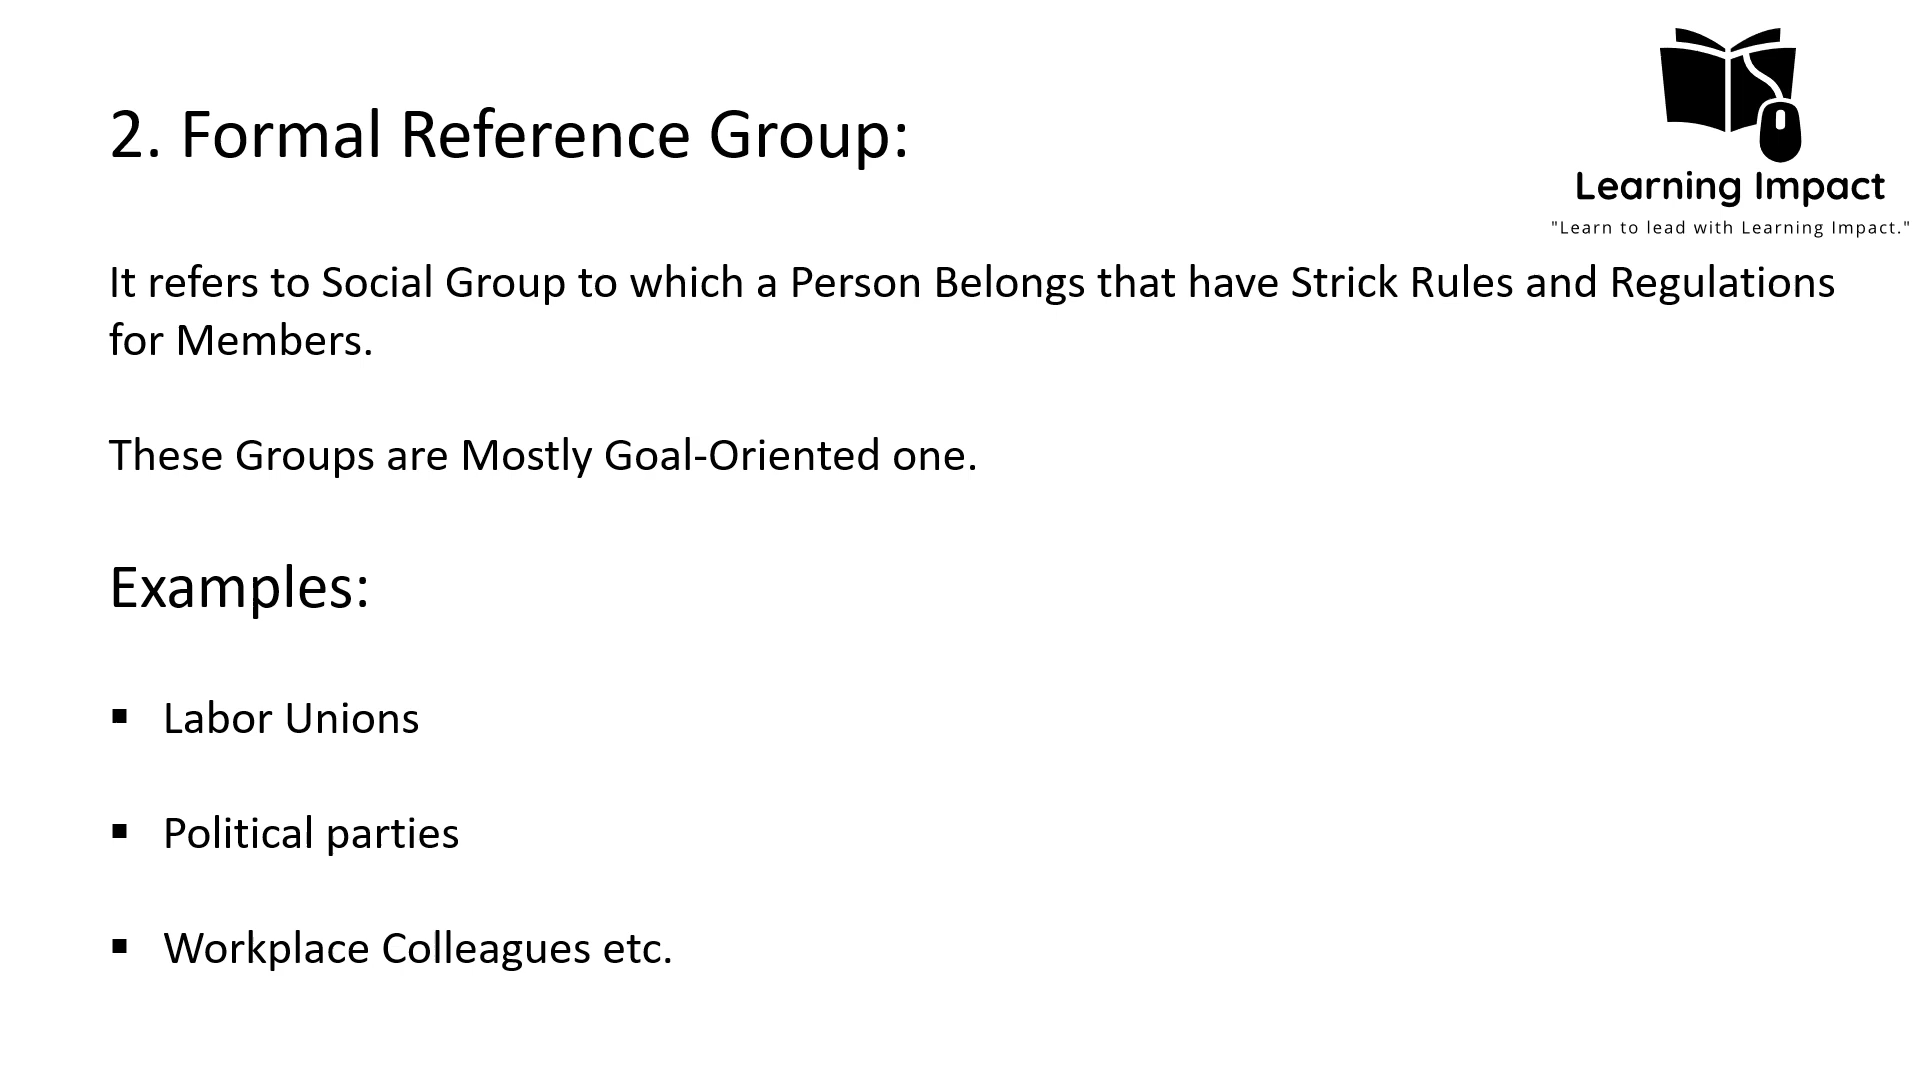 2. Formal Reference Group:
Learning Impact
"Learn to lead with Learning Impact."
It refers to Social Group to which a Person Belongs that have Strick Rules and Regulations
for Members.
These Groups are Mostly Goal-Oriented one.
Examples:
▪ Labor Unions
▪ Political parties
▪ Workplace Colleagues etc.